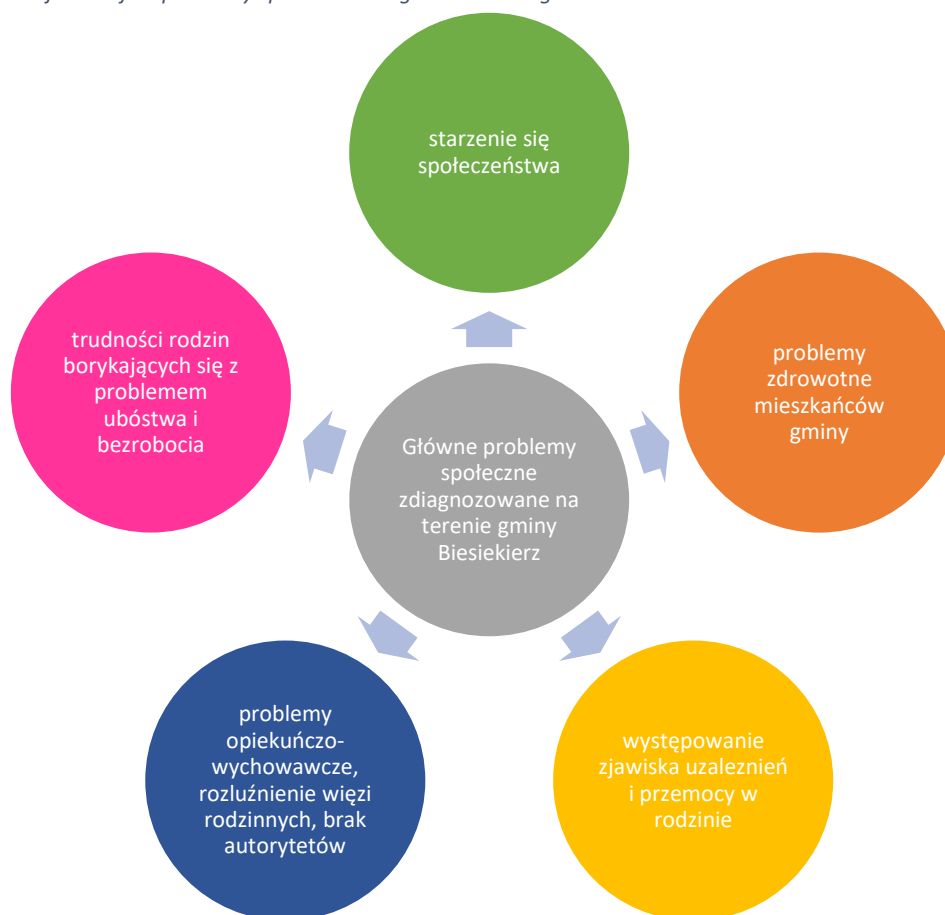 starzenie się
społeczeństwa
problemy
zdrowotne
mieszkańców
gminy
występowanie
zjawiska uzaleznień
i przemocy w
rodzinie
problemy
opiekuńczo-
wychowawcze,
rozluźnienie więzi
rodzinnych, brak
autorytetów
trudności rodzin
borykających się z
problemem
ubóstwa i
bezrobocia
Główne problemy
społeczne
zdiagnozowane na
terenie gminy
Biesiekierz